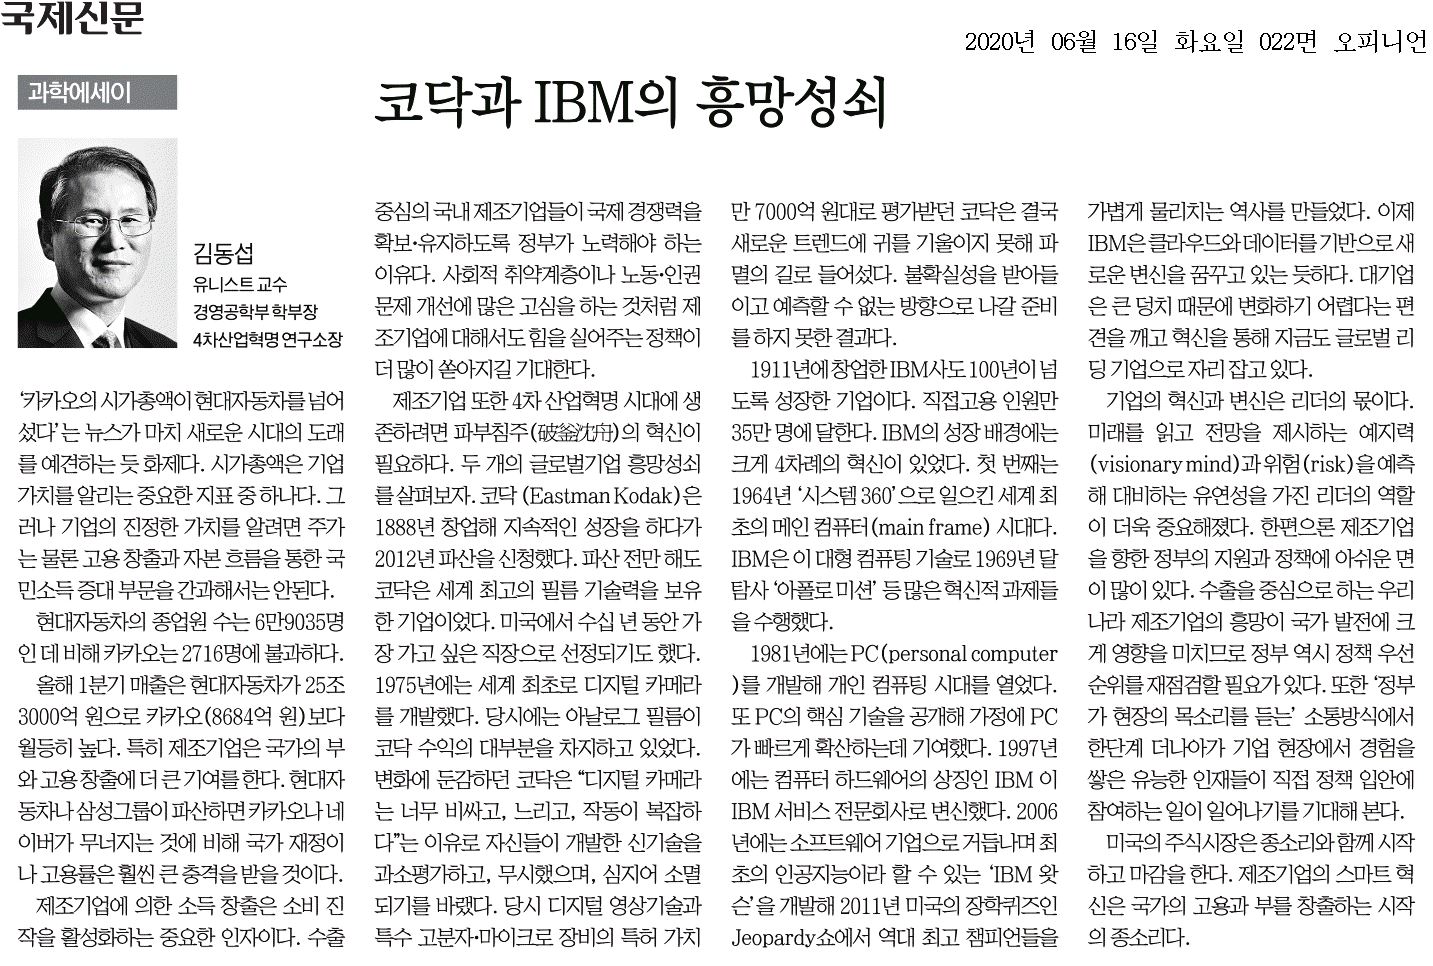 국제신문
2020년 06월 16일 화요일 022면 오피니언
과학에세이
코닥과 IBM의 흥망성쇠
김동섭
유니스트 교수
경영공학부 학부장
4차산업혁명 연구소장
‘카카오의 시가총액이 현대자동차를 넘어
섰다’는 뉴스가 마치 새로운 시대의 도래
를 예견하는 듯 화제다. 시가총액은 기업
가치를 알리는 중요한 지표 중 하나다. 그
러나 기업의 진정한 가치를 알려면 주가
는 물론 고용 창출과 자본 흐름을 통한 국
민소득 증대 부문을 간과해서는 안된다.
현대자동차의 종업원 수는 6만9035명
인 데 비해 카카오는 2716명에 불과하다.
올해 1분기 매출은 현대자동차가 25조
3000억 원으로 카카오(8684억 원)보다
월등히 높다. 특히 제조기업은 국가의 부
와 고용 창출에 더 큰 기여를 한다. 현대자
동차나 삼성그룹이 파산하면 카카오나 네
이버가 무너지는 것에 비해 국가 재정이
나 고용률은 훨씬 큰 충격을 받을 것이다.
제조기업에 의한 소득 창출은 소비 진
작을 활성화하는 중요한 인자이다. 수출
중심의 국내 제조기업들이 국제 경쟁력을
확보·유지하도록 정부가 노력해야 하는
이유다. 사회적 취약계층이나 노동·인권
문제 개선에 많은 고심을 하는 것처럼 제
조기업에 대해서도 힘을 실어주는 정책이
더 많이 쏟아지길 기대한다.
제조기업 또한 4차 산업혁명 시대에 생
존하려면 파부침주(破釜沈舟)의 혁신이
필요하다. 두 개의 글로벌기업 흥망성쇠
를 살펴보자. 코닥 (Eastman Kodak)은
1888년 창업해 지속적인 성장을 하다가
2012년 파산을 신청했다. 파산 전만 해도
코닥은 세계 최고의 필름 기술력을 보유
한 기업이었다. 미국에서 수십 년 동안 가
장 가고 싶은 직장으로 선정되기도 했다.
1975년에는 세계 최초로 디지털 카메라
를 개발했다. 당시에는 아날로그 필름이
코닥 수익의 대부분을 차지하고 있었다.
변화에 둔감하던 코닥은 “디지털 카메라
는 너무 비싸고, 느리고, 작동이 복잡하
다”는 이유로 자신들이 개발한 신기술을
과소평가하고, 무시했으며, 심지어 소멸
되기를 바랬다. 당시 디지털 영상기술과
특수 고분자·마이크로 장비의 특허 가치
만 7000억 원대로 평가받던 코닥은 결국
새로운 트렌드에 귀를 기울이지 못해 파
멸의 길로 들어섰다. 불확실성을 받아들
이고 예측할 수 없는 방향으로 나갈 준비
를 하지 못한 결과다.
1911년에 창업한 IBM사도 100년이 넘
도록 성장한 기업이다. 직접고용 인원만
35만 명에 달한다. IBM의 성장 배경에는
크게 4차례의 혁신이 있었다. 첫 번째는
1964년 ‘시스템 360’으로 일으킨 세계 최
초의 메인 컴퓨터(main frame) 시대다.
IBM은 이 대형 컴퓨팅 기술로 1969년 달
탐사 ‘아폴로 미션’ 등 많은 혁신적 과제들
을 수행했다.
1981년에는 PC(personal computer
)를 개발해 개인 컴퓨팅 시대를 열었다.
또 PC의 핵심 기술을 공개해 가정에 PC
가 빠르게 확산하는데 기여했다. 1997년
에는 컴퓨터 하드웨어의 상징인 IBM 이
IBM 서비스 전문회사로 변신했다. 2006
년에는 소프트웨어 기업으로 거듭나며 최
초의 인공지능이라 할 수 있는 ‘IBM 왓
슨’을 개발해 2011년 미국의 장학퀴즈인
Jeopardy쇼에서 역대 최고 챔피언들을
가볍게 물리치는 역사를 만들었다. 이제
IBM은 클라우드와 데이터를 기반으로 새
로운 변신을 꿈꾸고 있는 듯하다. 대기업
은 큰 덩치 때문에 변화하기 어렵다는 편
견을 깨고 혁신을 통해 지금도 글로벌 리
딩 기업으로 자리 잡고 있다.
기업의 혁신과 변신은 리더의 몫이다.
미래를 읽고 전망을 제시하는 예지력
(visionary mind)과 위험(risk)을 예측
해 대비하는 유연성을 가진 리더의 역할
이 더욱 중요해졌다. 한편으론 제조기업
을 향한 정부의 지원과 정책에 아쉬운 면
이 많이 있다. 수출을 중심으로 하는 우리
나라 제조기업의 흥망이 국가 발전에 크
게 영향을 미치므로 정부 역시 정책 우선
순위를 재점검할 필요가 있다. 또한 ‘정부
가 현장의 목소리를 듣는’ 소통방식에서
한단계 더나아가 기업 현장에서 경험을
쌓은 유능한 인재들이 직접 정책 입안에
참여하는 일이 일어나기를 기대해 본다.
미국의 주식시장은 종소리와 함께 시작
하고 마감을 한다. 제조기업의 스마트 혁
신은 국가의 고용과 부를 창출하는 시작
의 종소리다.